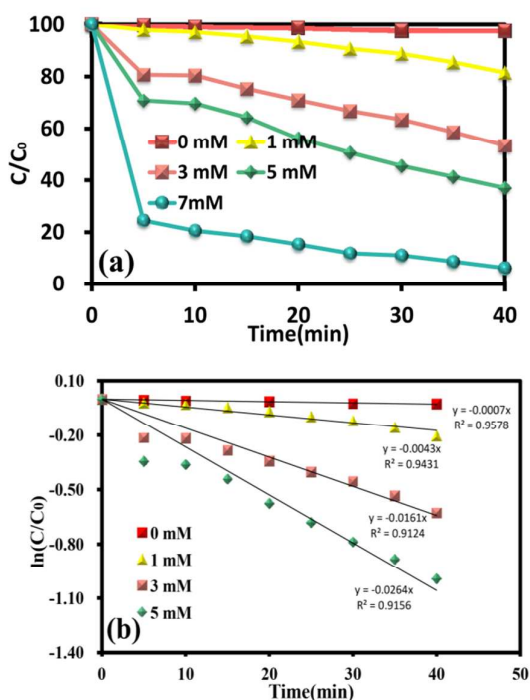 100
80
60
40
20
0
C/C₀
0 mM 1 mM
3 mM 5 mM
7mM
(a)
0 10 20 30 40
Time(min)
0.10
-0.20
-0.50
-0.80
-1.10
-1.40
ln(C/C₀)
y = -0.0007x
R² = 0.9578
y = -0.0043x
R² = 0.9431
y = -0.0161x
R² = 0.9124
y = -0.0264x
R² = 0.9156
0 mM
1 mM
3 mM
5 mM
(b)
0 10 20 30 40 50
Time(min)